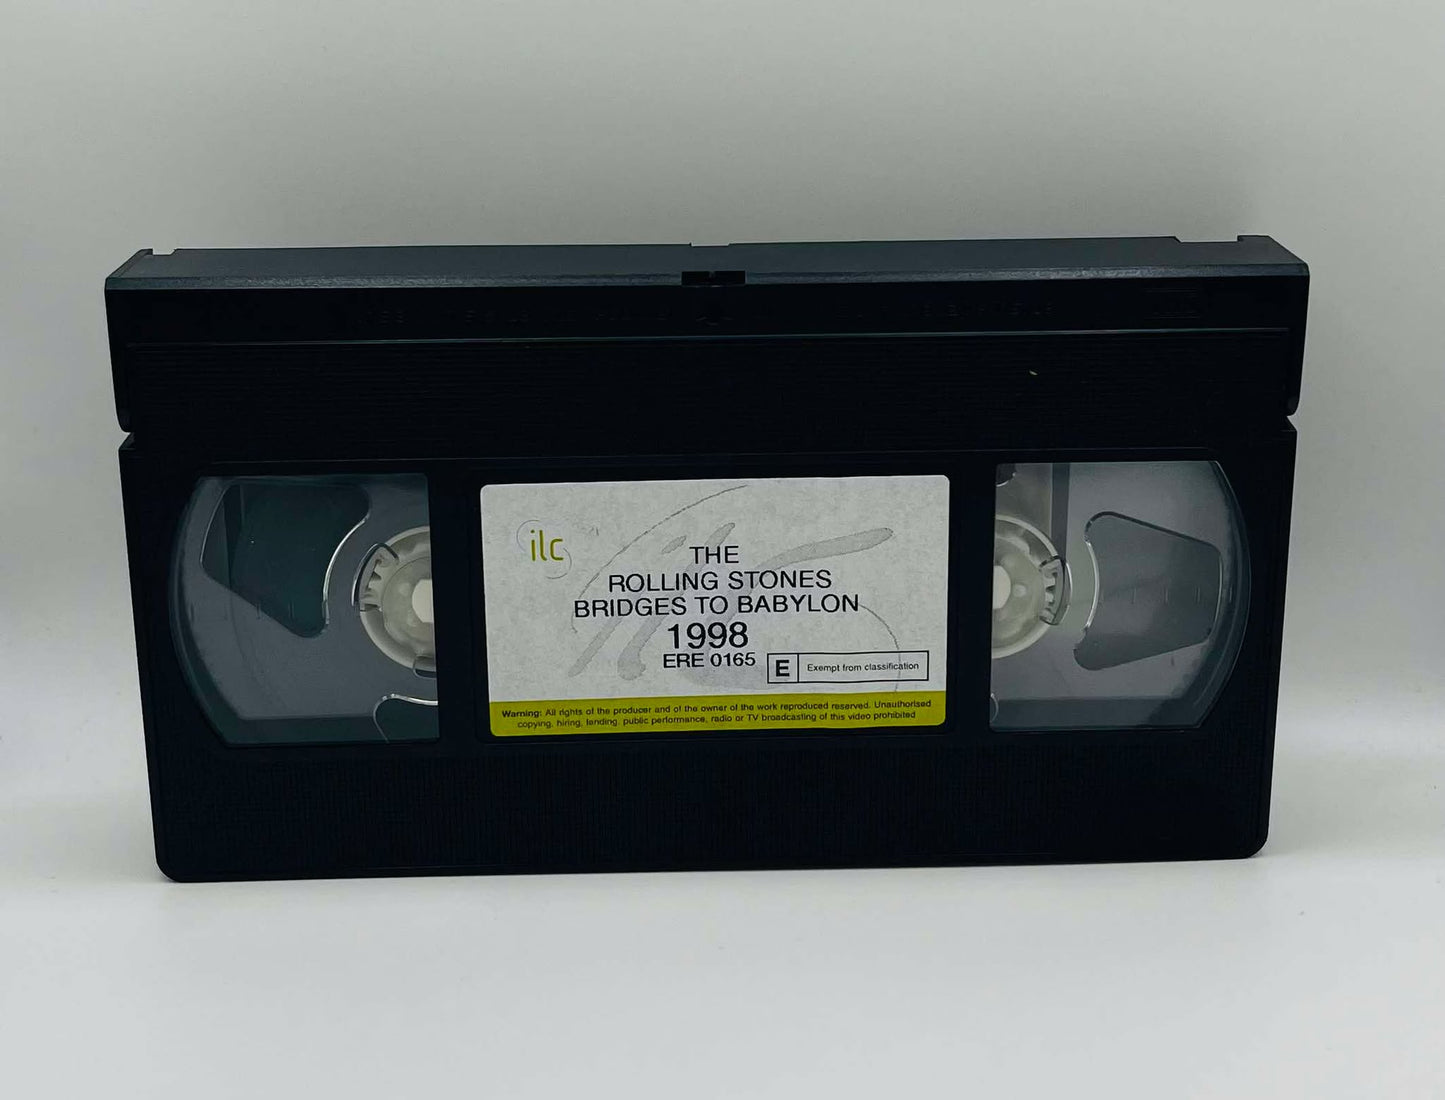 ilc
THE
ROLLING STONES
BRIDGES TO BABYLON
1998
ERE 0165
E Exempt from classification
Warning: All rights of the producer and of the owner of the work reproduced reserved. Unauthorised
copying, hiring, lending, public performance, radio or TV broadcasting of this video prohibited